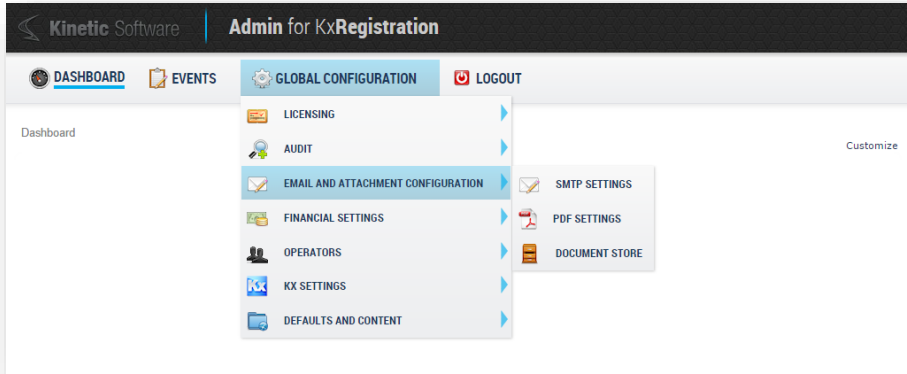 Kinetic Software Admin for KxRegistration
DASHBOARD EVENTS GLOBAL CONFIGURATION LOGOUT
LICENSING
Dashboard
AUDIT
Customize
EMAIL AND ATTACHMENT CONFIGURATION SMTP SETTINGS
FINANCIAL SETTINGS PDF SETTINGS
OPERATORS DOCUMENT STORE
Kx KX SETTINGS
DEFAULTS AND CONTENT